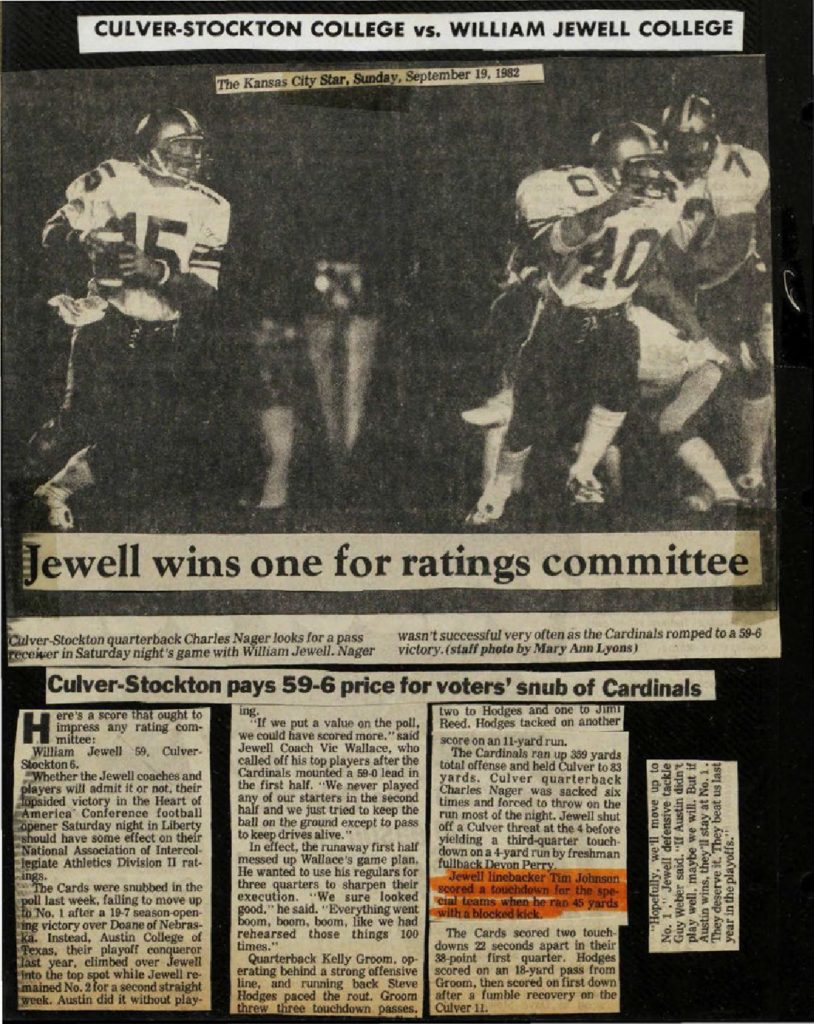 CULVER-STOCKTON COLLEGE vs. WILLIAM JEWELL COLLEGE
The Kansas City Star, Sunday, September 19, 1982
15
15
40
7
Jewell wins one for ratings committee
Culver-Stockton quarterback Charles Nager looks for a pass
receiver in Saturday night's game with William Jewell. Nager
wasn't successful very often as the Cardinals romped to a 59-6
victory. (staff photo by Mary Ann Lyons)
Culver-Stockton pays 59-6 price for voters' snub of Cardinals
Here's a score that ought to
impress any rating com-
mittee:
William Jewell 59, Culver-
Stockton 6.
Whether the Jewell coaches and
players will admit it or not, their
lopsided victory in the Heart of
America Conference football
opener Saturday night in Liberty
should have some effect on their
National Association of Intercol-
legiate Athletics Division II rat-
ings.
The Cards were snubbed in the
poll last week, failing to move up
to No. 1 after a 19-7 season-open-
ing victory over Doane of Nebras-
ka. Instead, Austin College of
Texas, their playoff conqueror
last year, climbed over Jewell
into the top spot while Jewell re-
mained No. 2 for a second straight
week. Austin did it without play-
ing.
"If we put a value on the poll,
we could have scored more," said
Jewell Coach Vic Wallace, who
called off his top players after the
Cardinals mounted a 59-0 lead in
the first half. "We never played
any of our starters in the second
half and we just tried to keep the
ball on the ground except to pass
to keep drives alive."
In effect, the runaway first half
messed up Wallace's game plan.
He wanted to use his regulars for
three quarters to sharpen their
execution. "We sure looked
good," he said. "Everything went
boom, boom, boom, like we had
rehearsed those things 100
times."
Quarterback Kelly Groom, op-
erating behind a strong offensive
line, and running back Steve
Hodges paced the rout. Groom
threw three touchdown passes,
two to Hodges and one to Jimi
Reed. Hodges tacked on another
score on an 11-yard run.
The Cardinals ran up 359 yards
total offense and held Culver to 83
yards. Culver quarterback
Charles Nager was sacked six
times and forced to throw on the
run most of the night. Jewell shut
off a Culver threat at the 4 before
yielding a third-quarter touch-
down on a 4-yard run by freshman
fullback Devon Perry.
Jewell linebacker Tim Johnson
scored a touchdown for the spe-
cial teams when he ran 45 yards
with a blocked kick.
The Cards scored two touch-
downs 22 seconds apart in their
38-point first quarter. Hodges
scored on an 18-yard pass from
Groom, then scored on first down
after a fumble recovery on the
Culver 11.
"Hopefully, we'll move up to
No. 1," Jewell defensive tackle
Guy Weber said. "If Austin didn't
play well, maybe we will. But if
Austin wins, they'll stay at No. 1.
They deserve it. They beat us last
year in the playoffs."